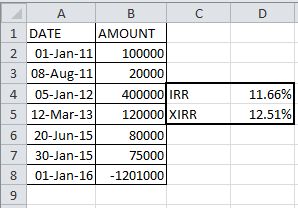 A B C D
1 DATE AMOUNT
2 01-Jan-11 100000
3 08-Aug-11 20000
4 05-Jan-12 400000 IRR 11.66%
5 12-Mar-13 120000 XIRR 12.51%
6 20-Jun-15 80000
7 30-Jan-15 75000
8 01-Jan-16 -1201000
9